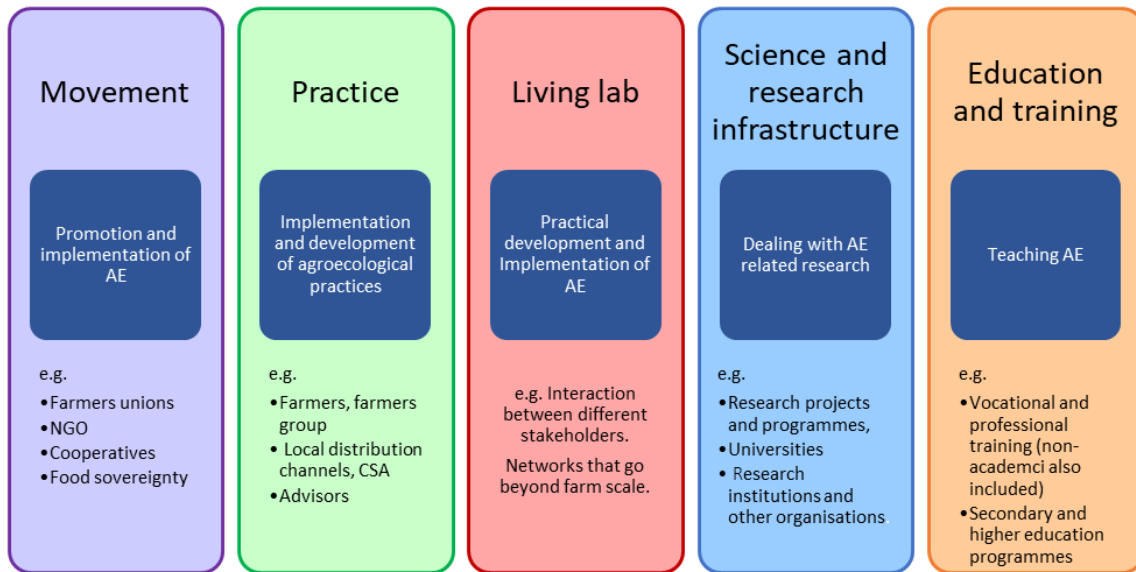 Movement
Promotion and
implementation of
AE
e.g.
•Farmers unions
•NGO
•Cooperatives
•Food sovereignty
Practice
Implementation
and development
of agroecological
practices
e.g.
•Farmers, farmers
group
• Local distribution
channels, CSA
•Advisors
Living lab
Practical
development and
Implementation of
AE
e.g. Interaction
between different
stakeholders.
Networks that go
beyond farm scale.
Science and
research
infrastructure
Dealing with AE
related research
e.g.
•Research projects
and programmes,
•Universities
• Research
institutions and
other organisations.
Education
and training
Teaching AE
e.g.
•Vocational and
professional
training (non-
academci also
included)
•Secondary and
higher education
programmes